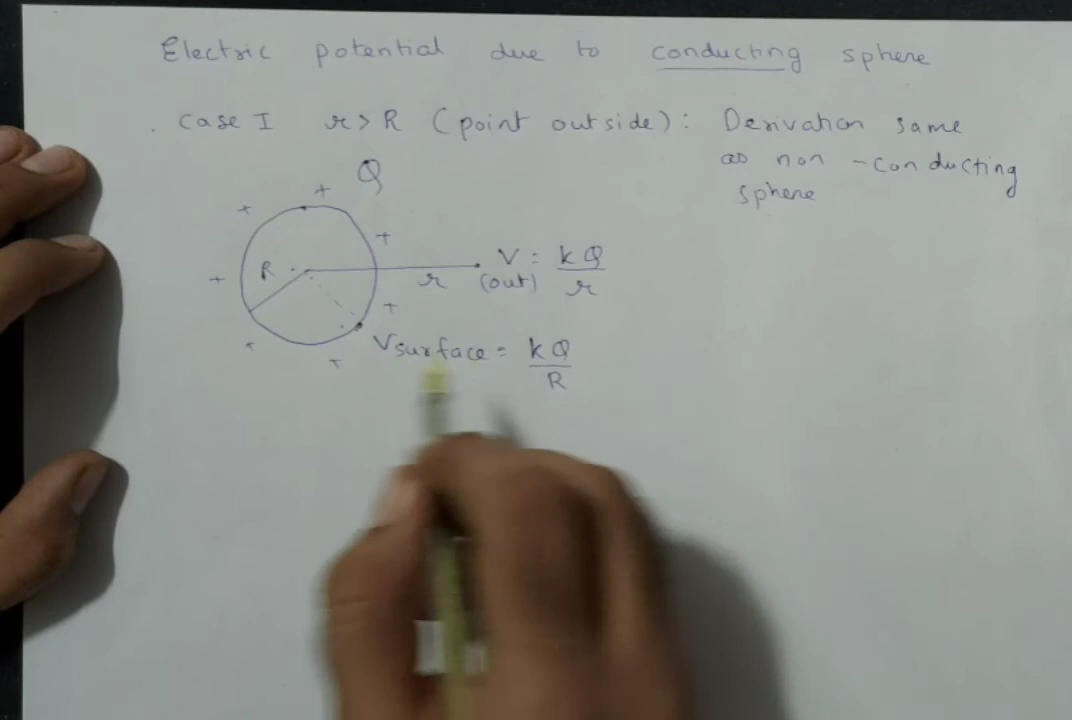 Electric potential due to conducting sphere
case I r > R (point outside) : Derivation same
as non-conducting
sphere
Q
+ + + + + + + +
R
r
V = kQ/r
(out)
Vsurface = kQ/R